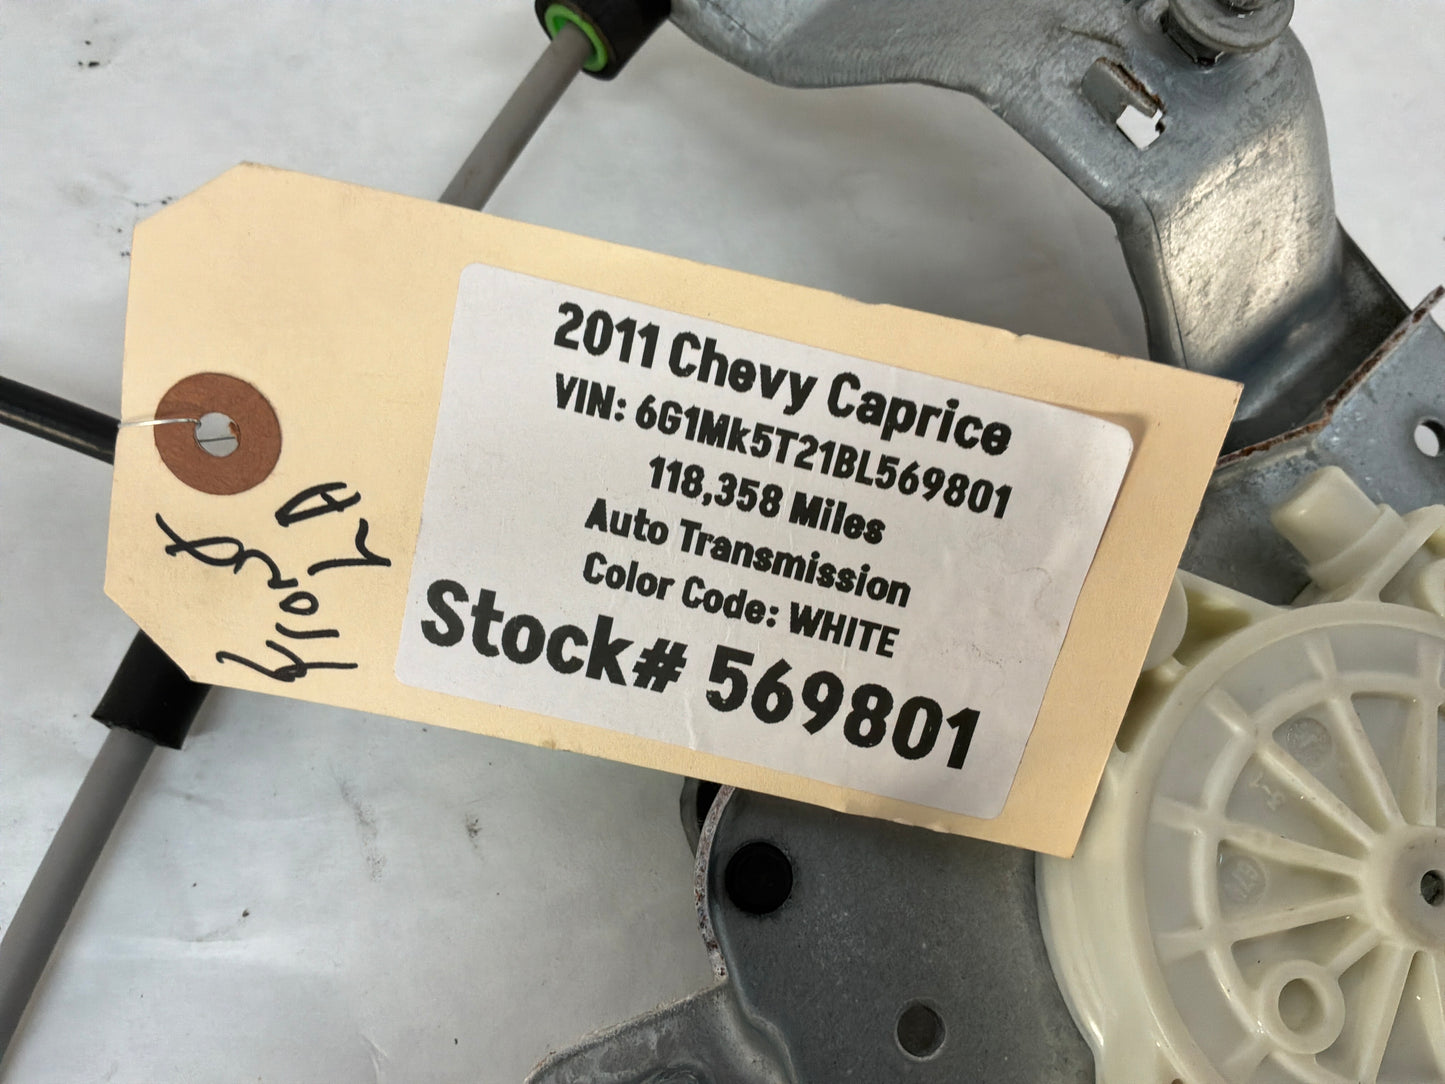 2011 Chevy Caprice
VIN: 6G1Mk5T21BL569801
118,358 Miles
Auto Transmission
Color Code: WHITE
Stock# 569801